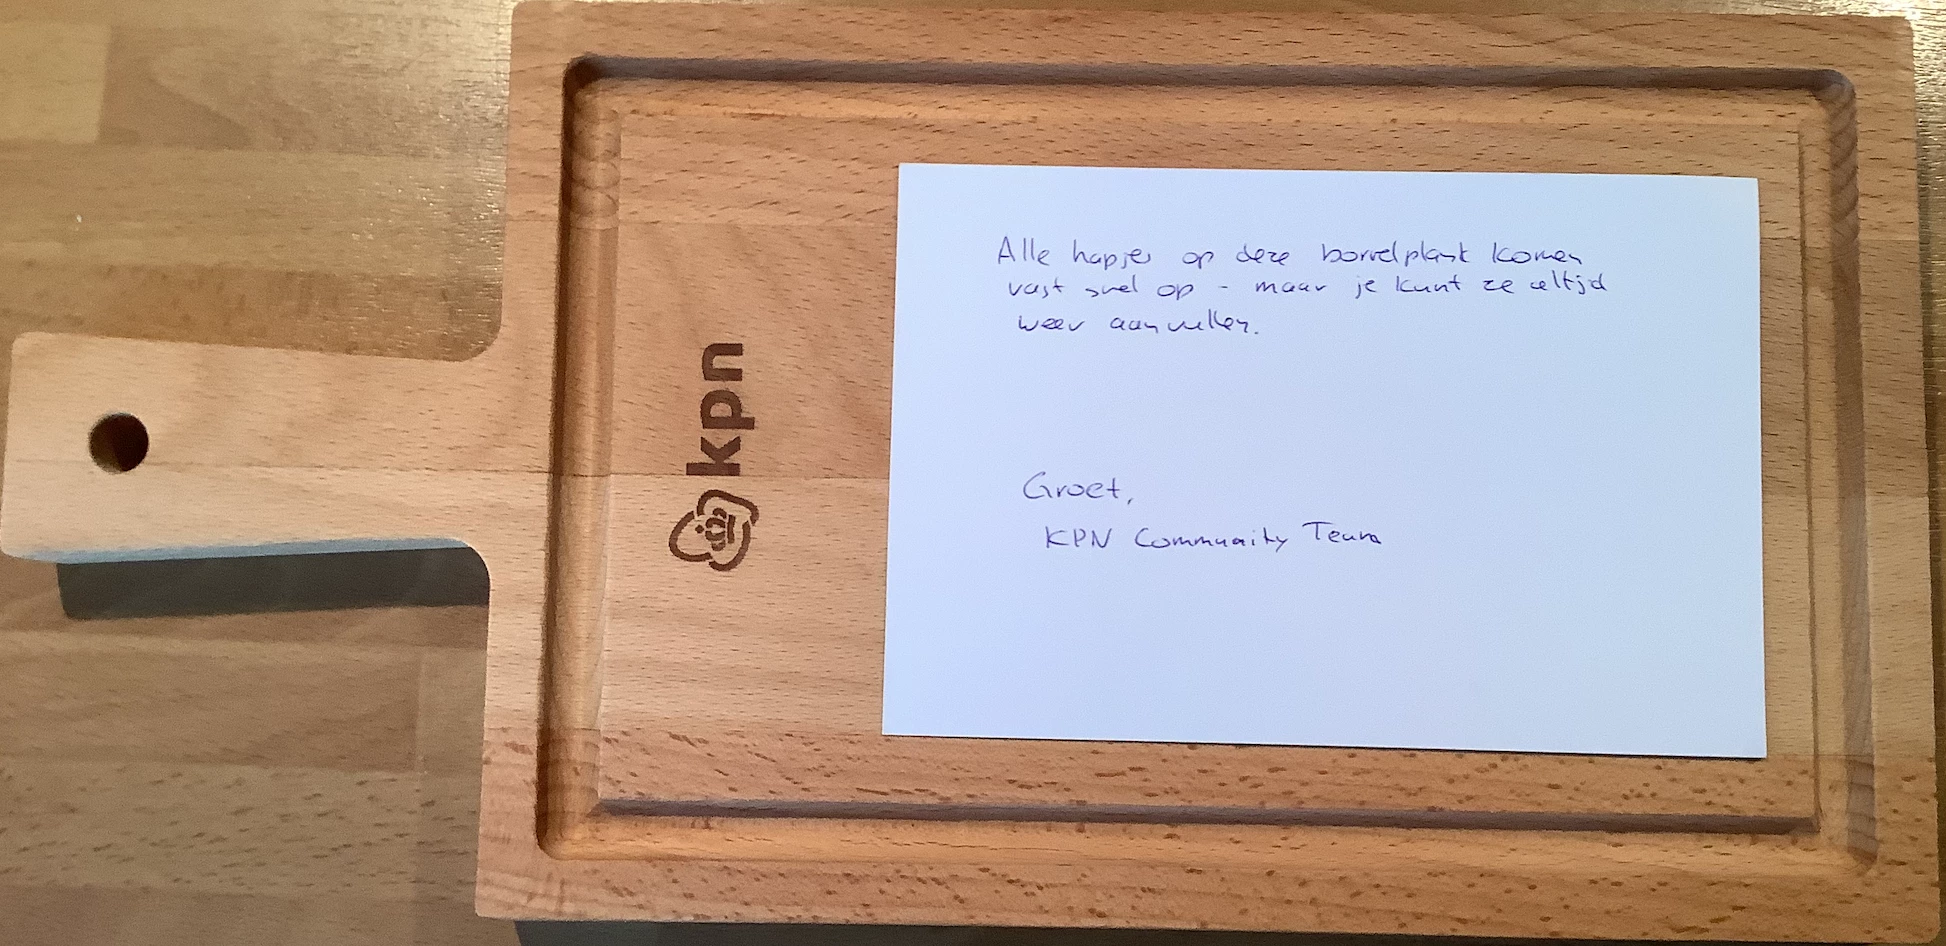 kpn
Alle hapjes op deze borrelplank komen
vast snel op - maar je kunt ze altijd
weer aanvullen.
Groet,
KPN Community Team